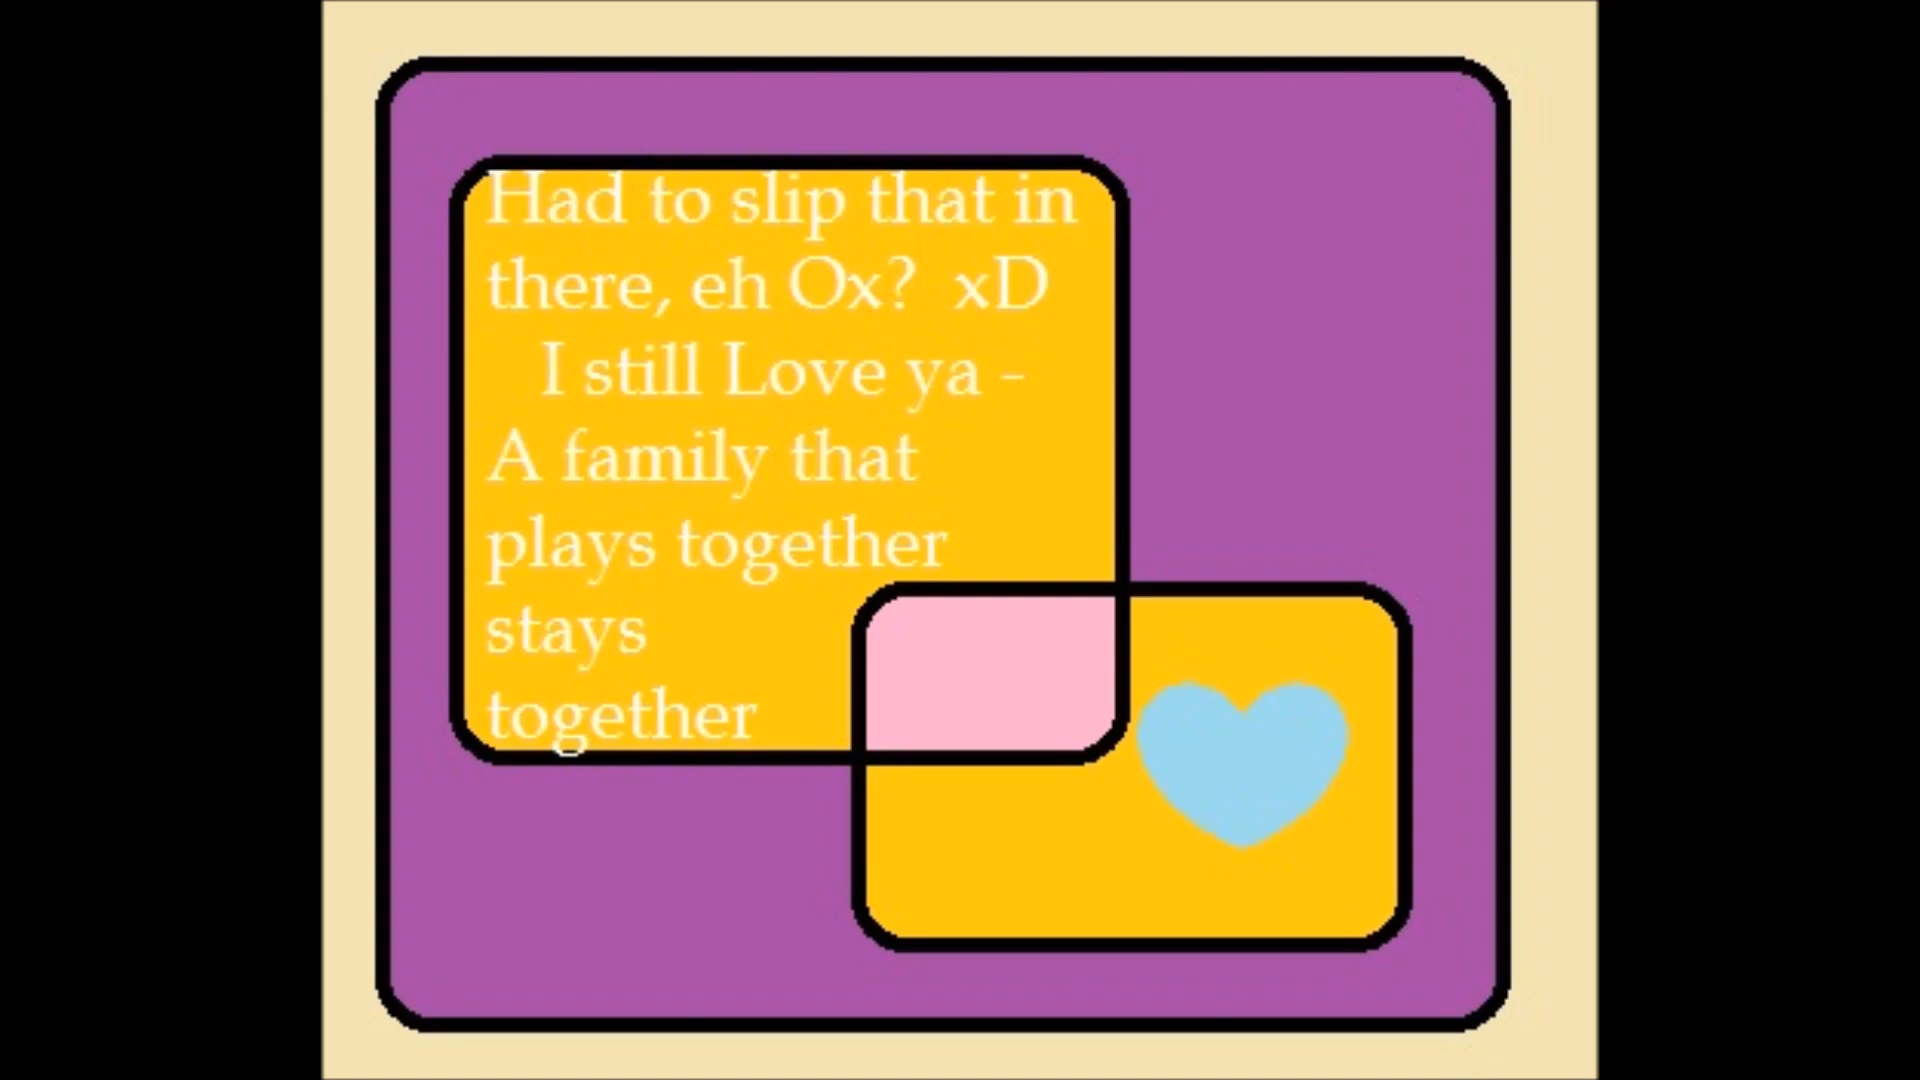 Had to slip that in
there, eh Ox?  xD
I still Love ya -
A family that
plays together
stays
together